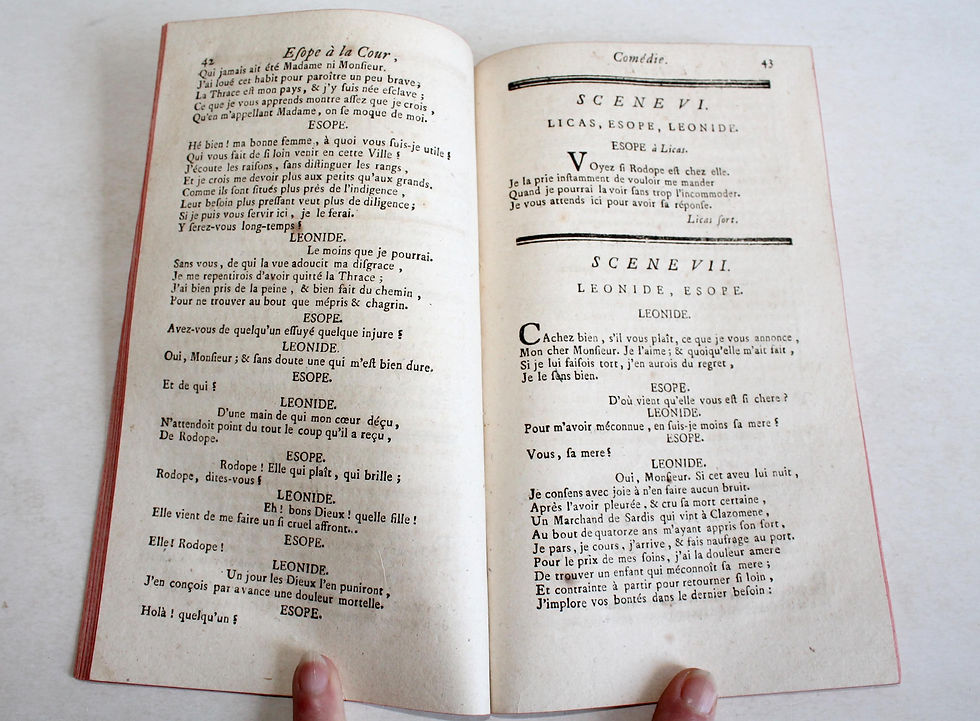 42
Eſope à la Cour,
Qui jamais ait été Madame ni Monſieur.
J'ai loué cet habit pour paroître un peu brave;
La Thrace eſt mon pays, & j'y ſuis née eſclave;
Ce que je vous apprends montre aſſez que je crois,
Qu'en m'appellant Madame, on ſe moque de moi.
ESOPE.
Hé bien! ma bonne femme, à quoi vous ſuis-je utile?
Qui vous fait de ſi loin venir en cette Ville?
J'écoute les raiſons, ſans diſtinguer les rangs,
Et je crois me devoir plus aux petits qu'aux grands.
Comme ils ſont ſitués plus près de l'indigence,
Leur beſoin plus preſſant veut plus de diligence;
Si je puis vous ſervir ici, je le ferai.
Y ſerez-vous long-temps?
LÉONIDE.
Le moins que je pourrai.
Sans vous, de qui la vue adoucit ma diſgrace,
Je me repentirois d'avoir quitté la Thrace;
J'ai bien pris de la peine, & bien fait du chemin,
Pour ne trouver au bout que mépris & chagrin.
ESOPE.
Avez-vous de quelqu'un eſſuyé quelque injure?
LÉONIDE.
Oui, Monſieur; & ſans doute une qui m'eſt bien dure.
ESOPE.
Et de qui?
LÉONIDE.
D'une main de qui mon cœur déçu,
N'attendoit point du tout le coup qu'il a reçu,
De Rodope.
ESOPE.
Rodope! Elle qui plaît, qui brille;
Rodope, dites-vous?
LÉONIDE.
Eh! bons Dieux! quelle fille!
Elle vient de me faire un ſi cruel affront...
ESOPE.
Elle! Rodope!
LÉONIDE.
Un jour les Dieux l'en puniront,
J'en conçois par avance une douleur mortelle.
ESOPE.
Holà! quelqu'un?
Comédie.
43
SCENE VI.
LICAS, ESOPE, LEONIDE.
ESOPE à Licas.
Voyez ſi Rodope eſt chez elle.
Je la prie inſtamment de vouloir me mander
Quand je pourrai la voir ſans trop l'incommoder.
Je vous attends ici pour avoir ſa réponſe.
Licas ſort.
SCENE VII.
LEONIDE, ESOPE.
LEONIDE.
CAchez bien, s'il vous plaît, ce que je vous annonce,
Mon cher Monſieur. Je l'aime; & quoiqu'elle m'ait fait,
Si je lui faiſois tort, j'en aurois du regret,
Je le ſans bien.
ESOPE.
D'où vient qu'elle vous eſt ſi chere?
LEONIDE.
Pour m'avoir méconnue, en ſuis-je moins ſa mere?
ESOPE.
Vous, ſa mere?
LEONIDE.
Oui, Monſieur. Si cet aveu lui nuit,
Je conſens avec joie à n'en faire aucun bruit.
Après l'avoir pleurée, & cru ſa mort certaine,
Un Marchand de Sardis qui vint à Clazomene,
Au bout de quatorze ans m'ayant appris ſon ſort,
Je pars, je cours, j'arrive, & fais naufrage au port.
Pour le prix de mes ſoins, j'ai la douleur amere
De trouver un enfant qui méconnoît ſa mere;
Et contrainte à partir pour retourner ſi loin,
J'implore vos bontés dans le dernier beſoin: